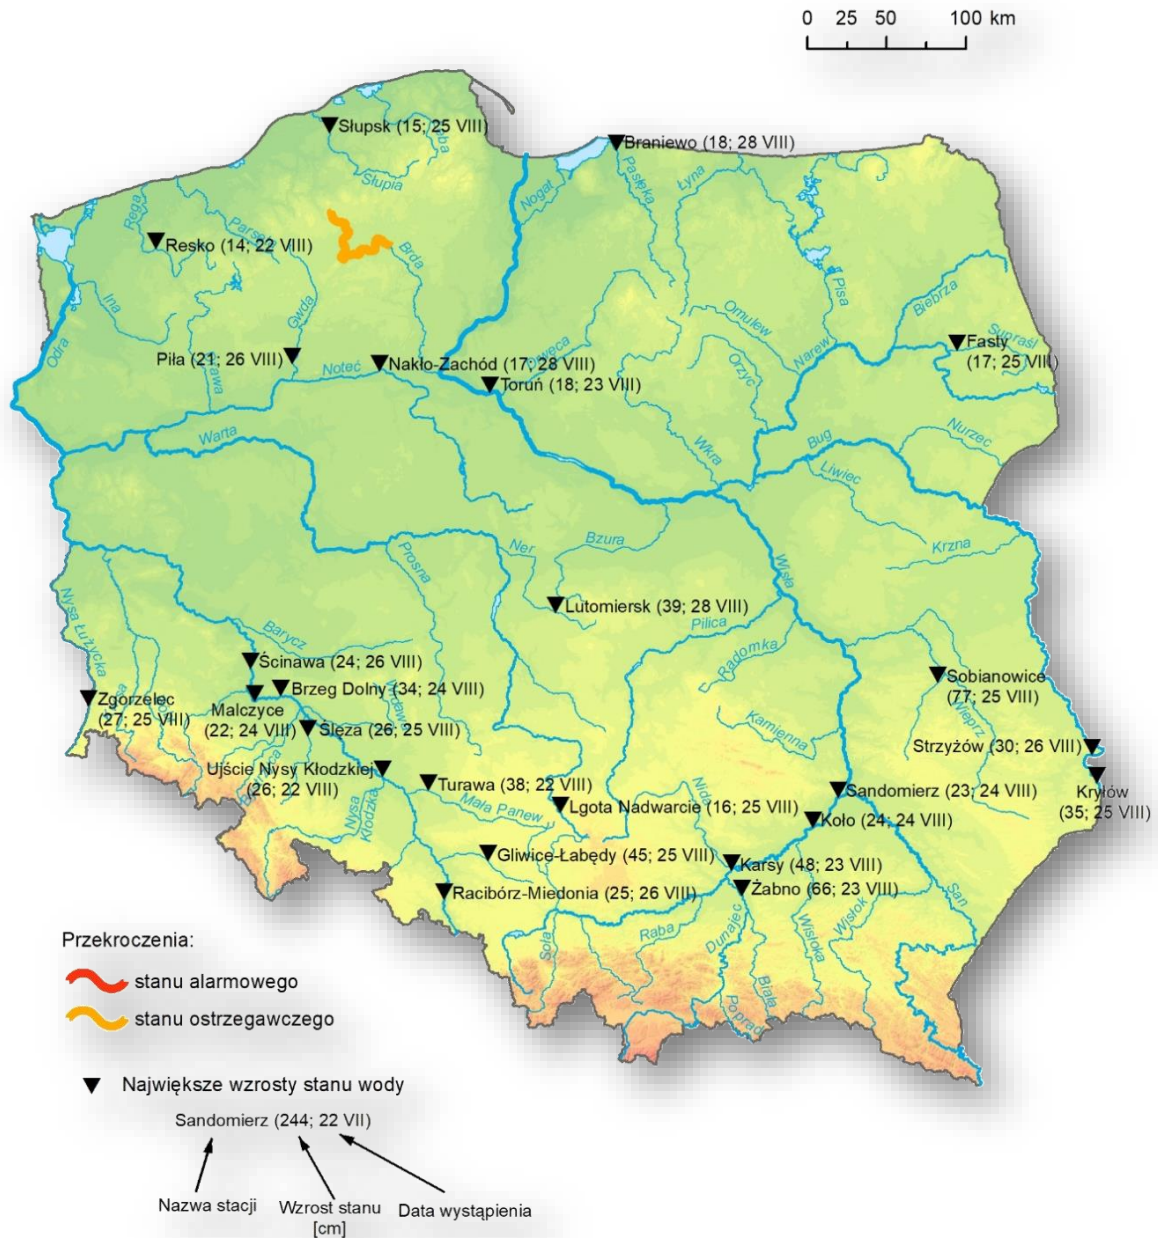 0 25 50 100 km
Słupsk (15; 25 VIII)
Braniewo (18; 28 VIII)
Słupia
Nogat
Pasłęka
Łyna
Rega
Parsęta
Resko (14; 22 VIII)
Brda
Ina
Gwda
Pisa
Biebrza
Omulew
Supraśl
Odra
Piła (21; 26 VIII)
Noteć
Nakło-Zachód (17; 28 VIII)
Toruń (18; 23 VIII)
Orzyc
Narew
Fasty
(17; 25 VIII)
Warta
Wkra
Bug
Nurzec
Liwiec
Prosna
Ner
Bzura
Wisła
Krzna
Nysa Łużycka
Lutomiersk (39; 28 VIII)
Pilica
Barycz
Radomka
Ścinawa (24; 26 VIII)
Sobianowice
(77; 25 VIII)
Zgorzelec
(27; 25 VIII)
Brzeg Dolny (34; 24 VIII)
Malczyce
(22; 24 VIII)
Ślęza (26; 25 VIII)
Wieprz
Kamienna
Strzyżów (30; 26 VIII)
Ujście Nysy Kłodzkiej
(26; 22 VIII)
Turawa (38; 22 VIII)
Mała Panew
Nida
Sandomierz (23; 24 VIII)
Kryłów
(35; 25 VIII)
Lgota Nadwarcie (16; 25 VIII)
Koło (24; 24 VIII)
Nysa
Kłodzka
Gliwice-Łabędy (45; 25 VIII)
Karsy (48; 23 VIII)
Racibórz-Miedonia (25; 26 VIII)
Żabno (66; 23 VIII)
San
Soła
Raba
Dunajec
Wisłoka
Wisłok
Biała
Poprad
Przekroczenia:
stanu alarmowego
stanu ostrzegawczego
Największe wzrosty stanu wody
Sandomierz (244; 22 VII)
Nazwa stacji
Wzrost stanu
[cm]
Data wystąpienia